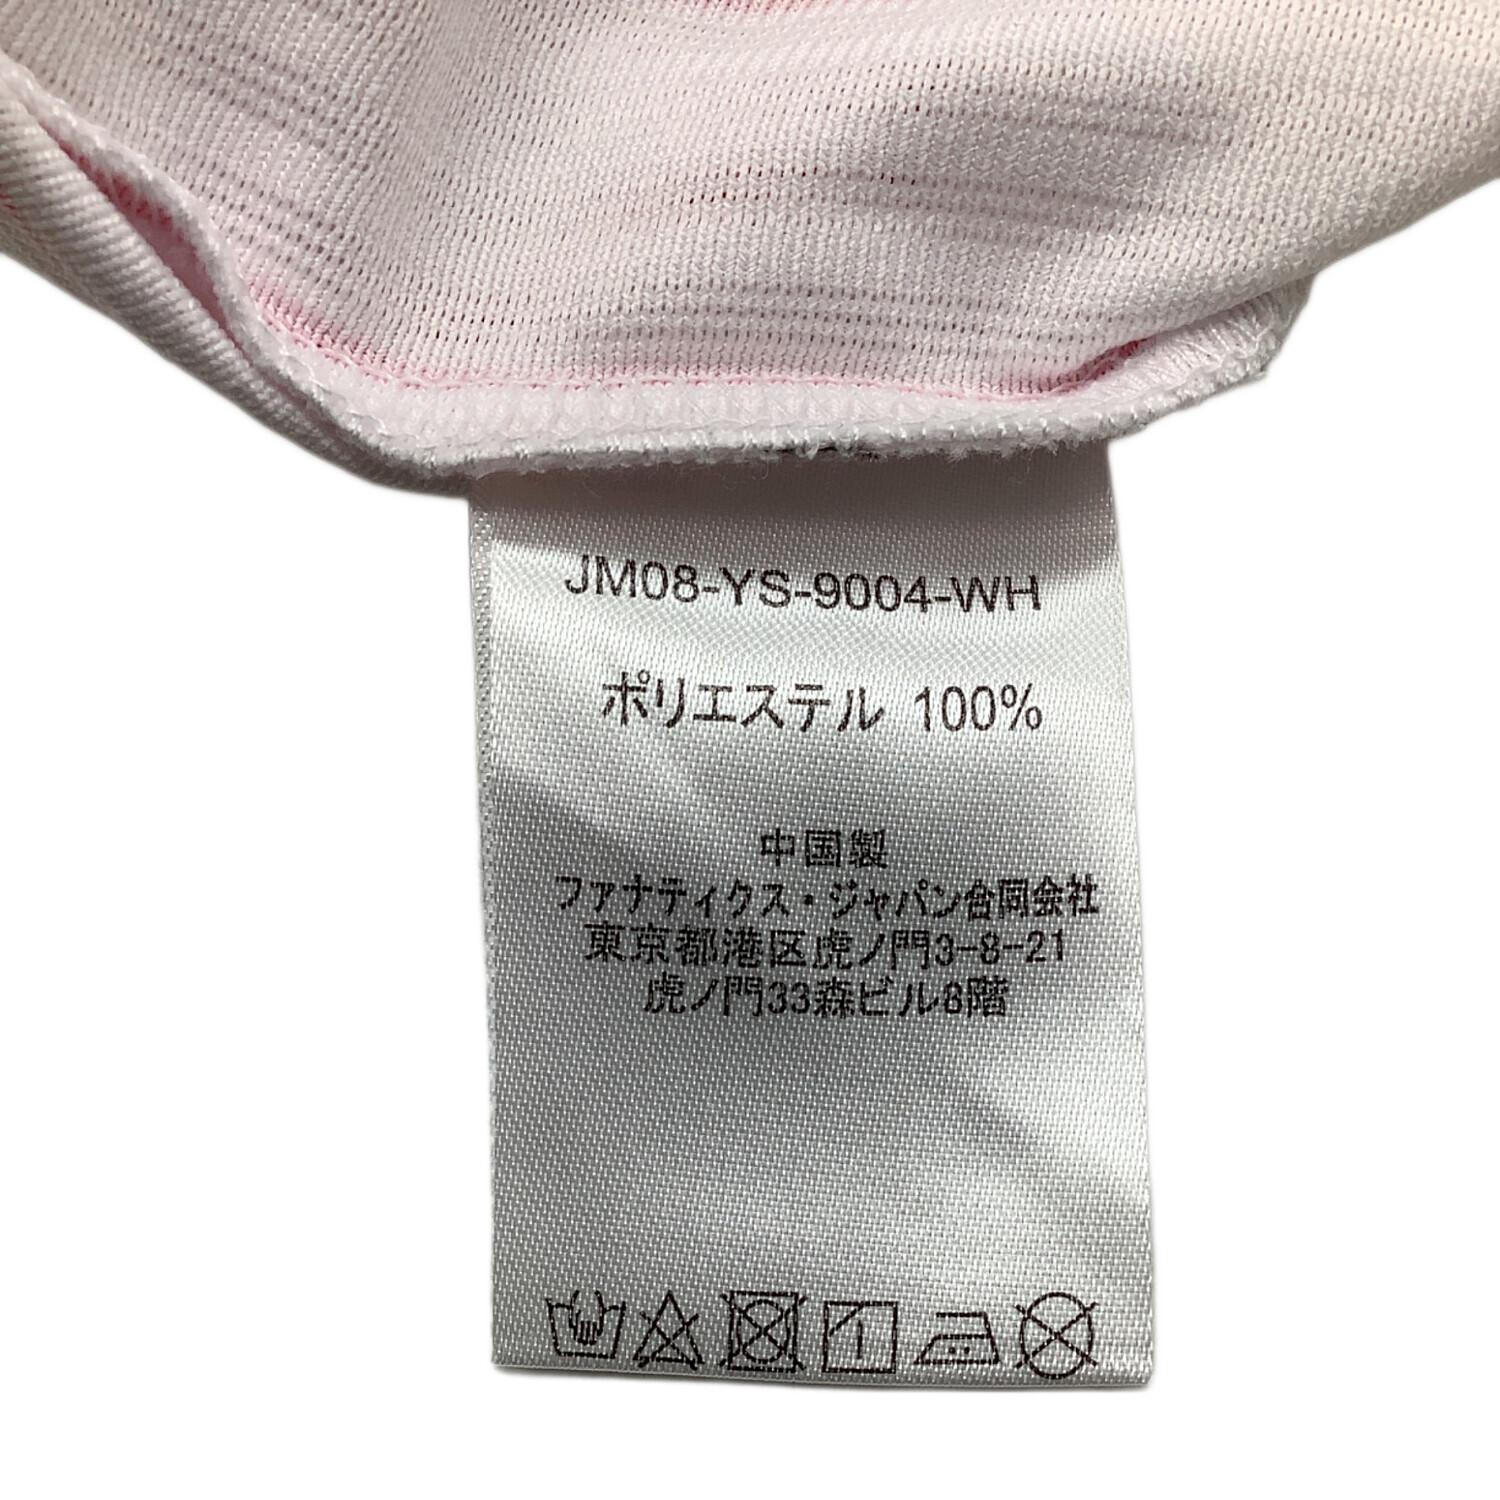 JM08-YS-9004-WH
ポリエステル 100%
中国製
ファナティクス・ジャパン合同会社
東京都港区虎ノ門3-8-21
虎ノ門33森ビル8階